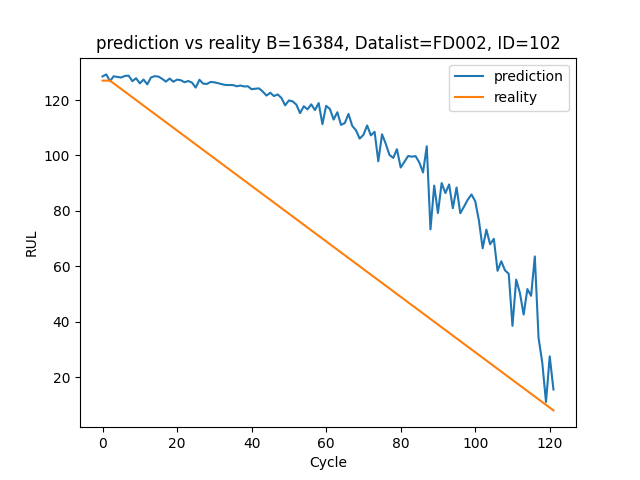 prediction vs reality B=16384, Datalist=FD002, ID=102
prediction
reality
RUL
120
100
80
60
40
20
0 20 40 60 80 100 120
Cycle